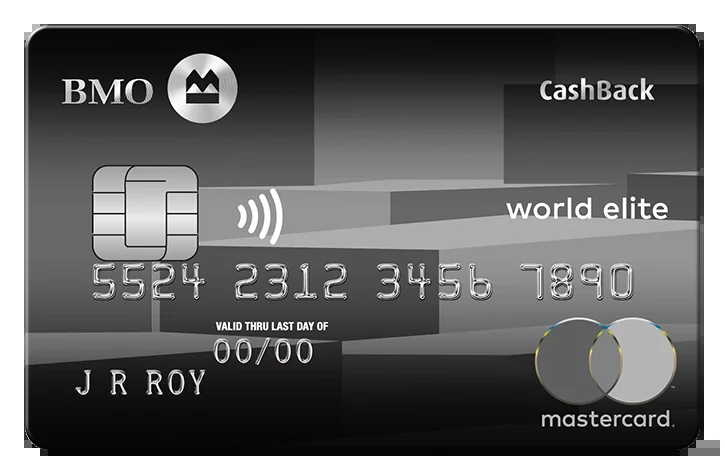 BMO
CashBack
world elite
5524 2312 3456 7890
VALID THRU LAST DAY OF
00/00
J R ROY
mastercard.